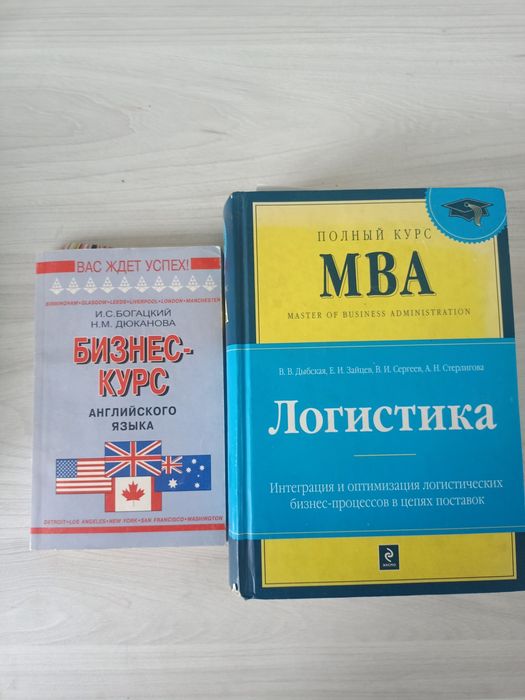 ВАС ЖДЕТ УСПЕХ!
BIRMINGHAM•GLASGOW•LEEDS•LIVERPOOL•LONDON•MANCHESTER
И.С.БОГАЦКИЙ
Н.М. ДЮКАНОВА
БИЗНЕС-
КУРС
АНГЛИЙСКОГО
ЯЗЫКА
DETROIT•LOS ANGELES•NEW YORK•SAN FRANCISCO•WASHINGTON
ПОЛНЫЙ КУРС
MBA
MASTER OF BUSINESS ADMINISTRATION
В. В. Дыбская, Е. И. Зайцев, В. И. Сергеев, А. Н. Стерлигова
Логистика
Интеграция и оптимизация логистических
бизнес-процессов в цепях поставок
ЭКСМО